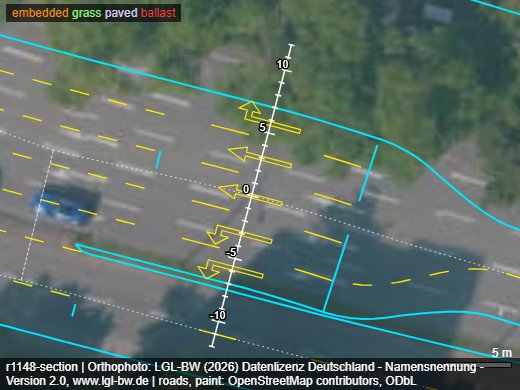 embedded grass paved ballast
10
5
0
-5
-10
5 m
r1148-section | Orthophoto: LGL-BW (2026) Datenlizenz Deutschland - Namensnennung -
Version 2.0, www.lgl-bw.de | roads, paint: OpenStreetMap contributors, ODbL